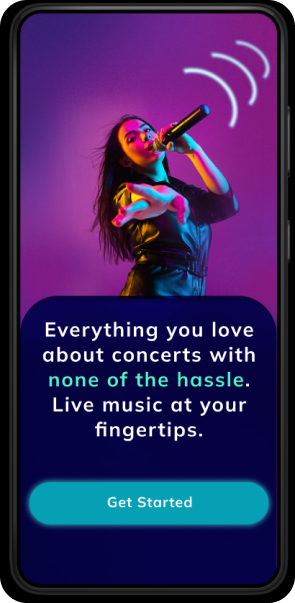 Everything you love
about concerts with
none of the hassle.
Live music at your
fingertips.
Get Started